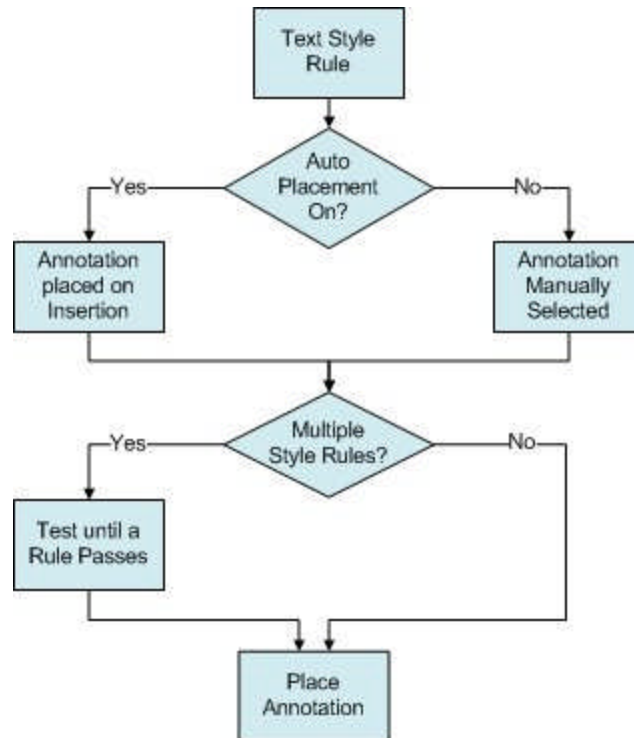 Text Style
Rule
Auto
Placement
On?
Yes
No
Annotation
placed on
Insertion
Annotation
Manually
Selected
Multiple
Style Rules?
Yes
No
Test until a
Rule Passes
Place
Annotation